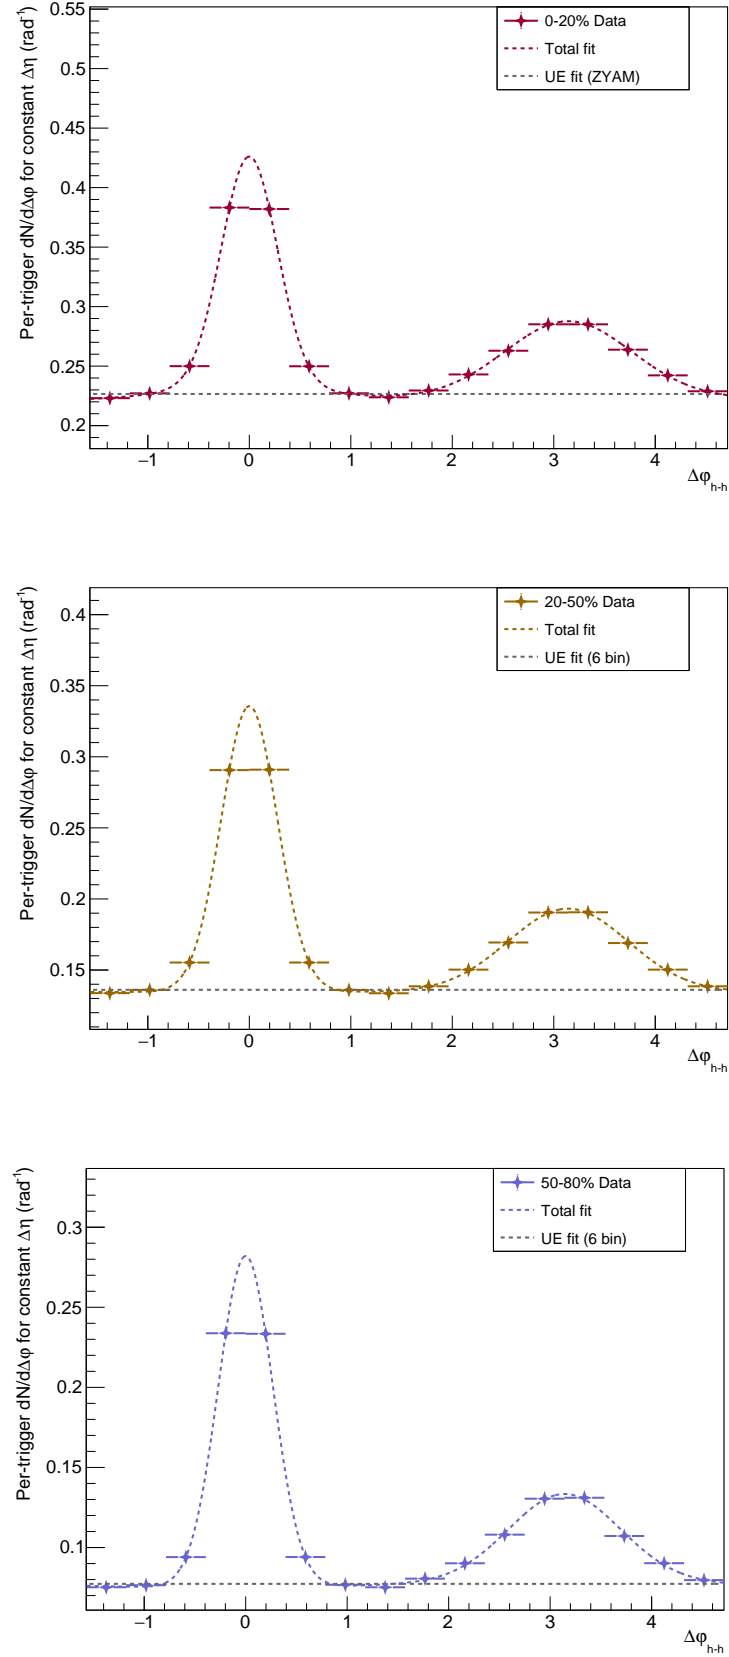 Per-trigger dN/dΔφ for constant Δη (rad⁻¹)
0.55
0.5
0.45
0.4
0.35
0.3
0.25
0.2
0-20% Data
Total fit
UE fit (ZYAM)
−1 0 1 2 3 4
Δφ_h-h
Per-trigger dN/dΔφ for constant Δη (rad⁻¹)
0.4
0.35
0.3
0.25
0.2
0.15
20-50% Data
Total fit
UE fit (6 bin)
−1 0 1 2 3 4
Δφ_h-h
Per-trigger dN/dΔφ for constant Δη (rad⁻¹)
0.3
0.25
0.2
0.15
0.1
50-80% Data
Total fit
UE fit (6 bin)
−1 0 1 2 3 4
Δφ_h-h